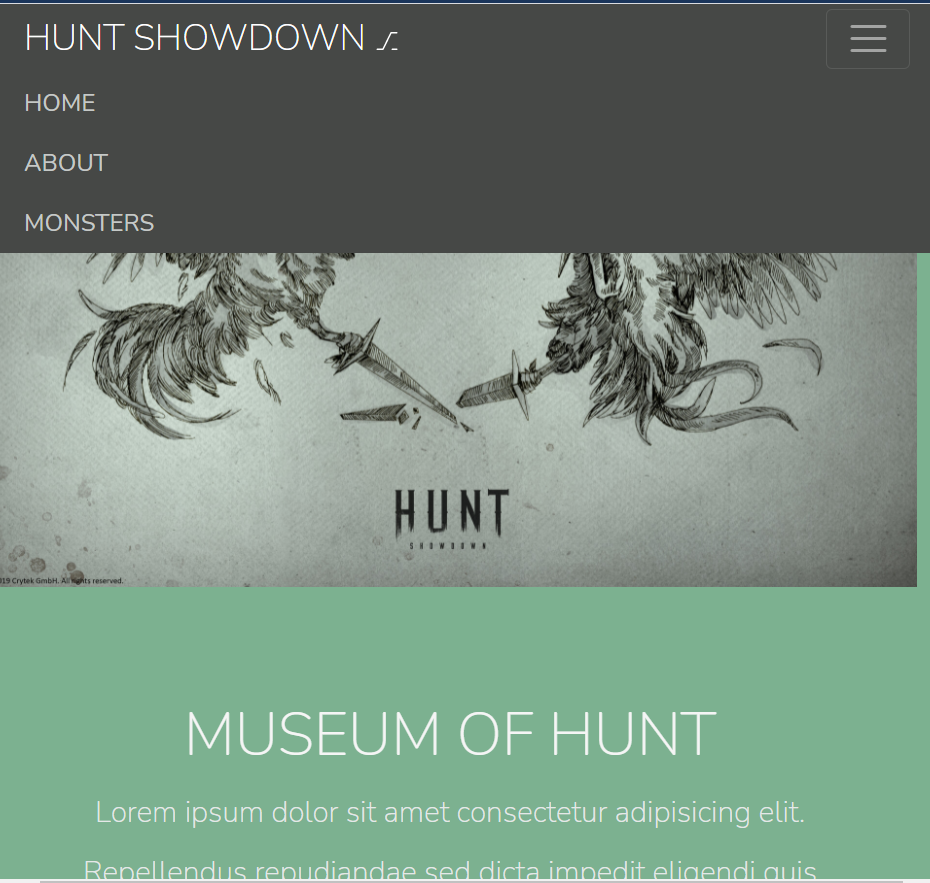 HUNT SHOWDOWN
HOME
ABOUT
MONSTERS
HUNT
SHOWDOWN
19 Crytek GmbH. All rights reserved.
MUSEUM OF HUNT
Lorem ipsum dolor sit amet consectetur adipisicing elit.
Repellendus repudiandae sed dicta impedit eligendi quis